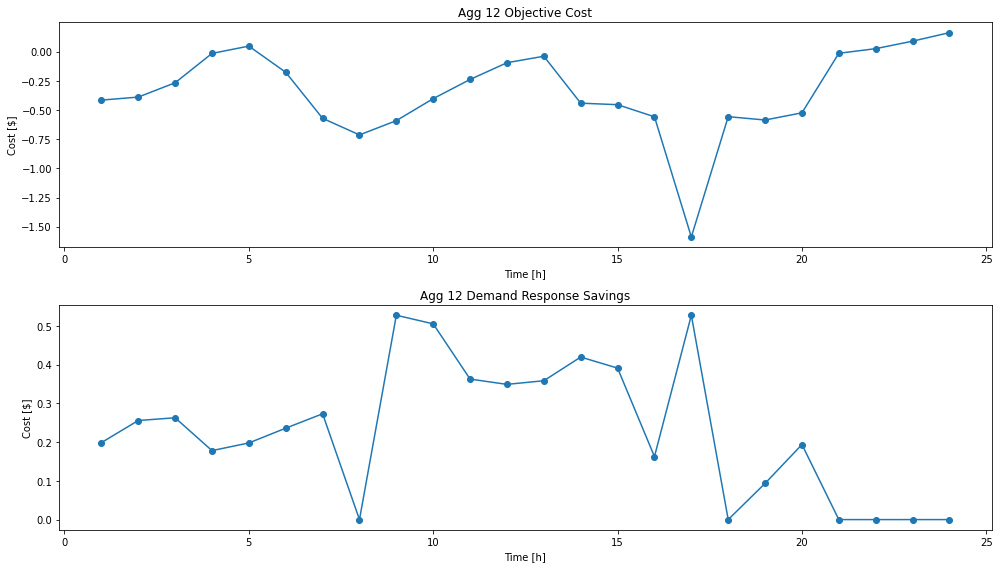 Agg 12 Objective Cost
Cost [$]
0.00
−0.25
−0.50
−0.75
−1.00
−1.25
−1.50
0 5 10 15 20 25
Time [h]
Agg 12 Demand Response Savings
Cost [$]
0.5
0.4
0.3
0.2
0.1
0.0
0 5 10 15 20 25
Time [h]